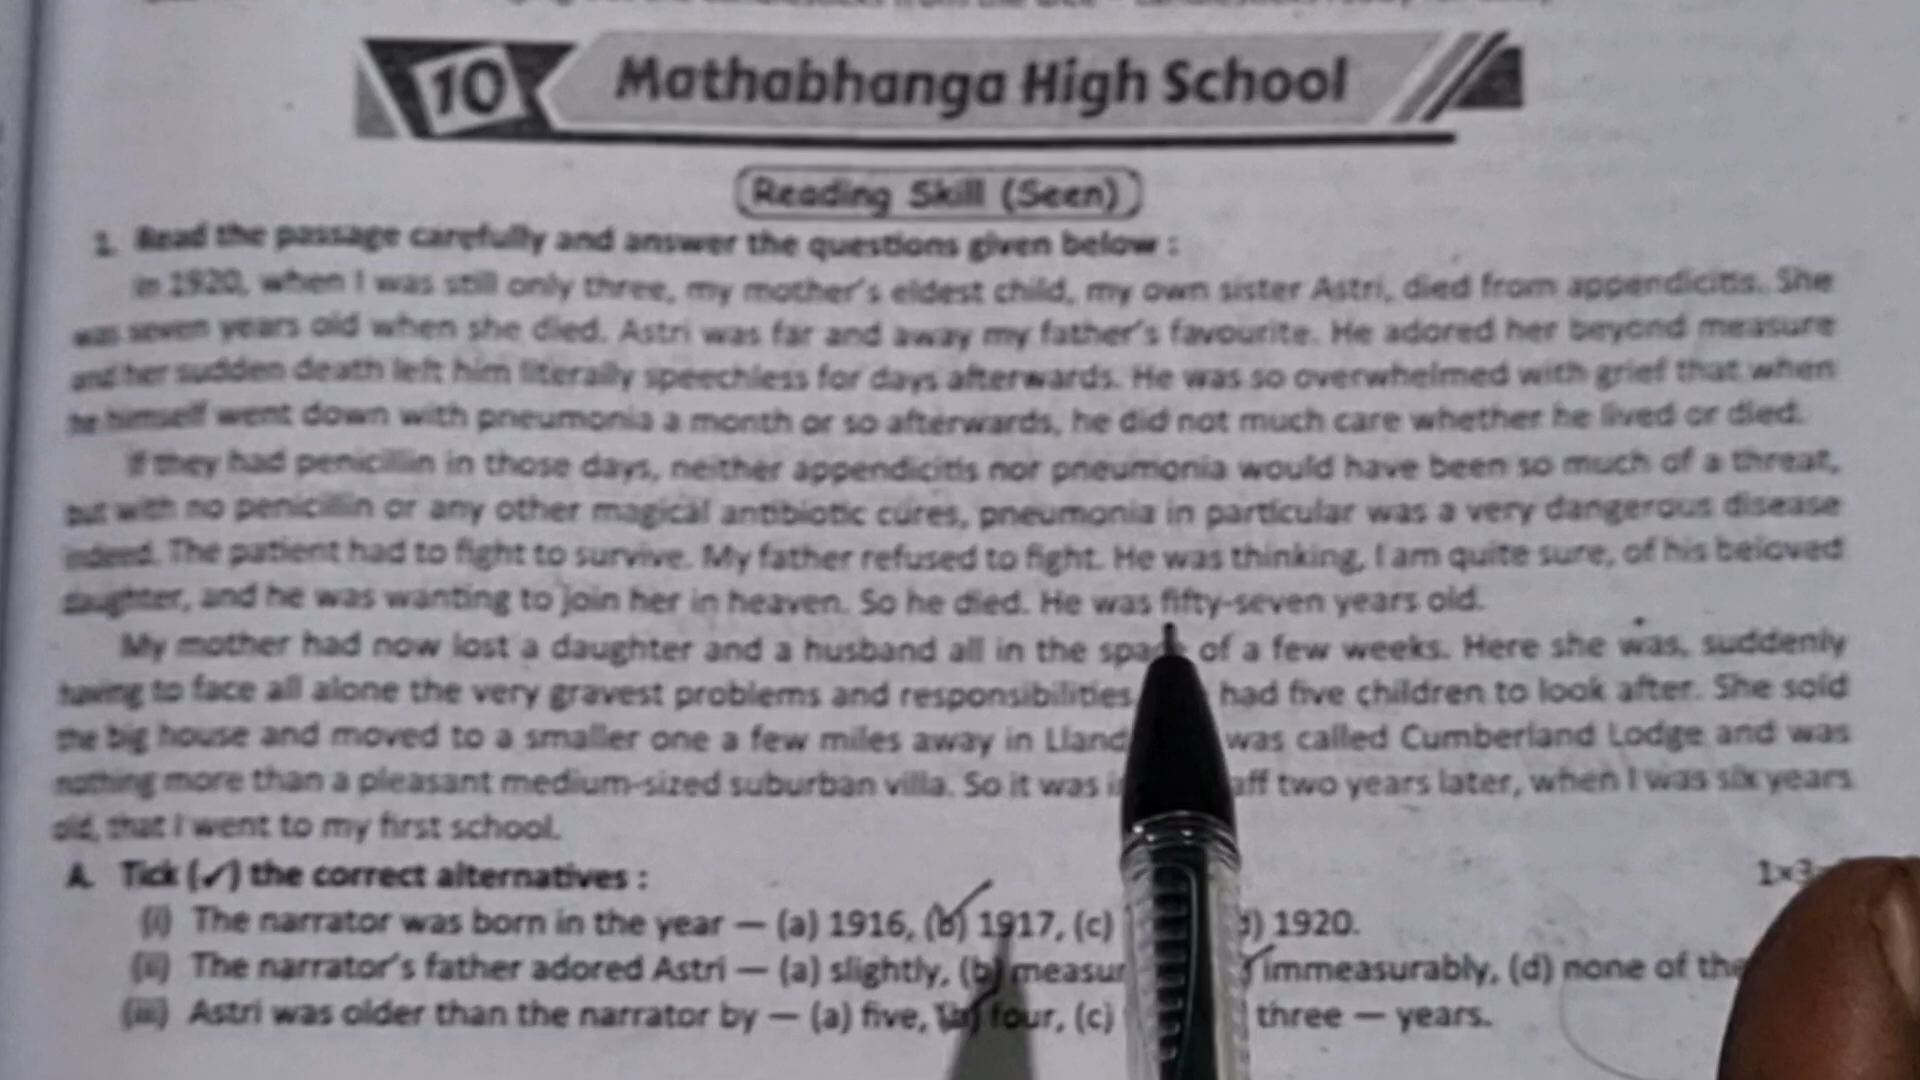 10 Mathabhanga High School
Reading Skill (Seen)
1. Read the passage carefully and answer the questions given below :
In 1920, when I was still only three, my mother's eldest child, my own sister Astri, died from appendicitis. She
was seven years old when she died. Astri was far and away my father's favourite. He adored her beyond measure
and her sudden death left him literally speechless for days afterwards. He was so overwhelmed with grief that when
he himself went down with pneumonia a month or so afterwards, he did not much care whether he lived or died.
If they had penicillin in those days, neither appendicitis nor pneumonia would have been so much of a threat,
but with no penicillin or any other magical antibiotic cures, pneumonia in particular was a very dangerous disease
indeed. The patient had to fight to survive. My father refused to fight. He was thinking, I am quite sure, of his beloved
daughter, and he was wanting to join her in heaven. So he died. He was fifty-seven years old.
My mother had now lost a daughter and a husband all in the of a few weeks. Here she was, suddenly
having to face all alone the very gravest problems and responsibilities had five children to look after. She sold
the big house and moved to a smaller one a few miles away in was called Cumberland Lodge and was
nothing more than a pleasant medium-sized suburban villa. So it was two years later, when I was six years
old, that I went to my first school.
A. Tick (✓) the correct alternatives :
(i) The narrator was born in the year — (a) 1916, (b) 1917, (c) 1920.
(ii) The narrator's father adored Astri — (a) slightly, (b) immeasurably, (d) none of
(iii) Astri was older than the narrator by — (a) five, (b) four, (c) three — years.